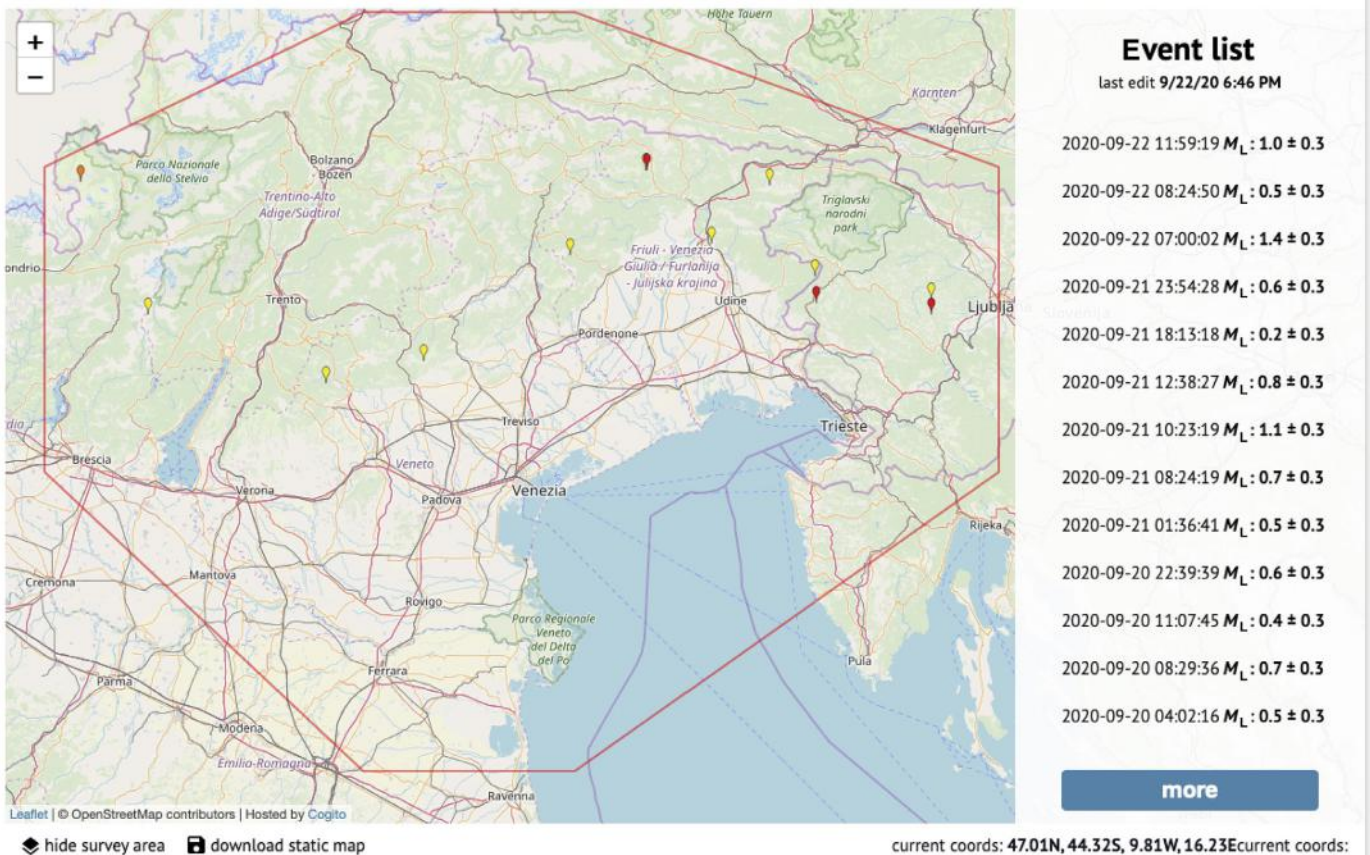 +
−
Hohe Tauern
Kärnten
Klagenfurt
Parco Nazionale
dello Stelvio
Bolzano
Bozen
Trentino-Alto
Adige/Südtirol
Triglavski
narodni
park
Friuli - Venezia
Giulia / Furlanija
- Julijska krajina
ondrio
Trento
Udine
Ljublja
Slovenija
Pordenone
Treviso
Trieste
dia
Brescia
Veneto
Verona
Padova
Venezia
Rijeka
Cremona
Mantova
Rovigo
Parco Regionale
Veneto
del Delta
del Po
Pula
Ferrara
Parma
Modena
Emilia-Romagna
Ravenna
Leaflet | © OpenStreetMap contributors | Hosted by Cogito
Event list
last edit 9/22/20 6:46 PM
2020-09-22 11:59:19 ML: 1.0 ± 0.3
2020-09-22 08:24:50 ML: 0.5 ± 0.3
2020-09-22 07:00:02 ML: 1.4 ± 0.3
2020-09-21 23:54:28 ML: 0.6 ± 0.3
2020-09-21 18:13:18 ML: 0.2 ± 0.3
2020-09-21 12:38:27 ML: 0.8 ± 0.3
2020-09-21 10:23:19 ML: 1.1 ± 0.3
2020-09-21 08:24:19 ML: 0.7 ± 0.3
2020-09-21 01:36:41 ML: 0.5 ± 0.3
2020-09-20 22:39:39 ML: 0.6 ± 0.3
2020-09-20 11:07:45 ML: 0.4 ± 0.3
2020-09-20 08:29:36 ML: 0.7 ± 0.3
2020-09-20 04:02:16 ML: 0.5 ± 0.3
more
hide survey area download static map
current coords: 47.01N, 44.32S, 9.81W, 16.23Ecurrent coords: